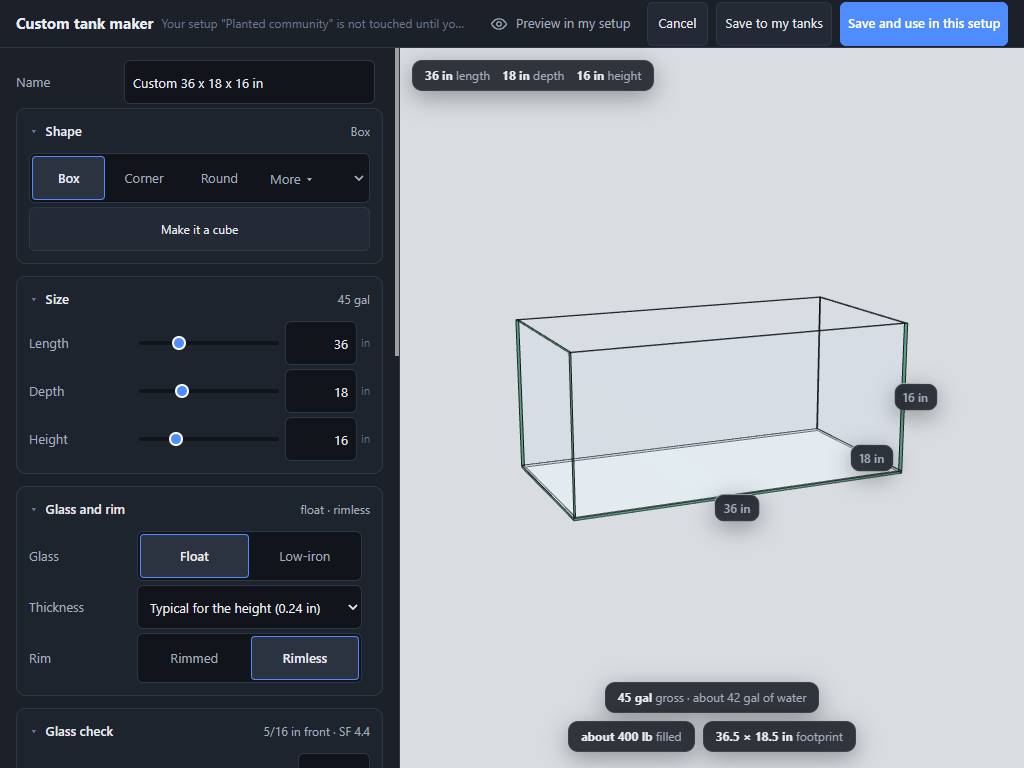 Custom tank maker Your setup "Planted community" is not touched until yo... Preview in my setup Cancel Save to my tanks Save and use in this setup
Name Custom 36 x 18 x 16 in
Shape Box
Box Corner Round More
Make it a cube
Size 45 gal
Length 36 in
Depth 18 in
Height 16 in
Glass and rim float · rimless
Glass Float Low-iron
Thickness Typical for the height (0.24 in)
Rim Rimmed Rimless
Glass check 5/16 in front · SF 4.4
36 in length 18 in depth 16 in height
16 in
18 in
36 in
45 gal gross · about 42 gal of water
about 400 lb filled 36.5 × 18.5 in footprint